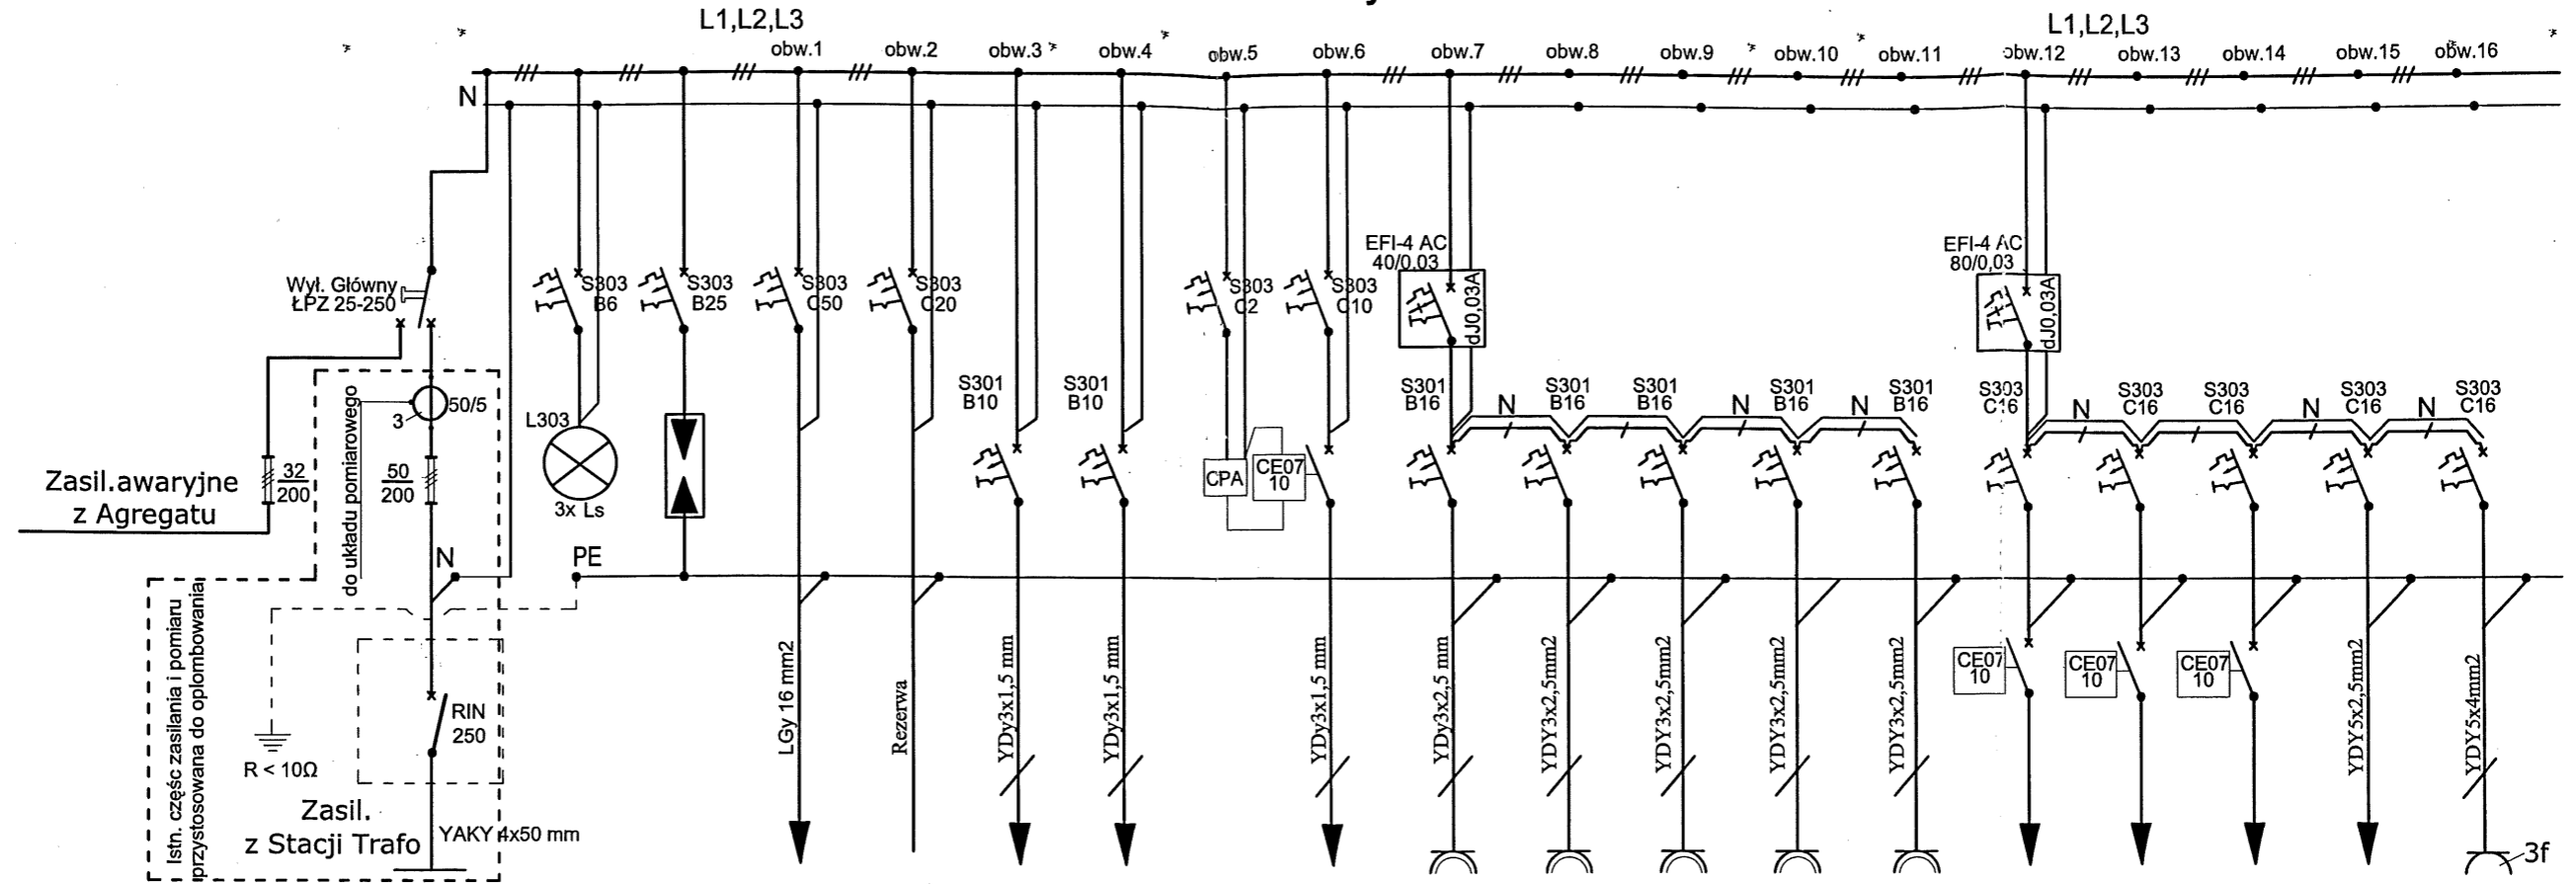 L1,L2,L3
L1,L2,L3
obw.1
obw.2
obw.3
obw.4
obw.5
obw.6
obw.7
obw.8
obw.9
obw.10
obw.11
obw.12
obw.13
obw.14
obw.15
obw.16
N
EFI-4 AC
40/0,03
EFI-4 AC
80/0,03
Wył. Główny
ŁPZ 25-250
S303
B6
S303
B25
S303
C50
S303
C20
S303
C2
S303
C10
dJ0,03A
dJ0,03A
do układu pomiarowego
3
50/5
L303
3x Ls
S301
B10
S301
B10
S301
B16
N
S301
B16
S301
B16
N
S301
B16
N
S301
B16
S303
C16
N
S303
C16
S303
C16
N
S303
C16
N
S303
C16
CPA
CE07
10
Zasil.awaryjne
z Agregatu
32
200
50
200
N
PE
Istn. częśc zasilania i pomiaru
przystosowana do oplombowania
R < 10Ω
RIN
250
Zasil.
z Stacji Trafo
YAKY 4x50 mm
LGy 16 mm2
Rezerwa
YDy3x1,5 mm
YDy3x1,5 mm
YDy3x1,5 mm
YDy3x2,5 mm
YDY3x2,5mm2
YDY3x2,5mm2
YDY3x2,5mm2
YDY3x2,5mm2
CE07
10
CE07
10
CE07
10
YDY5x2,5mm2
YDY5x4mm2
3f